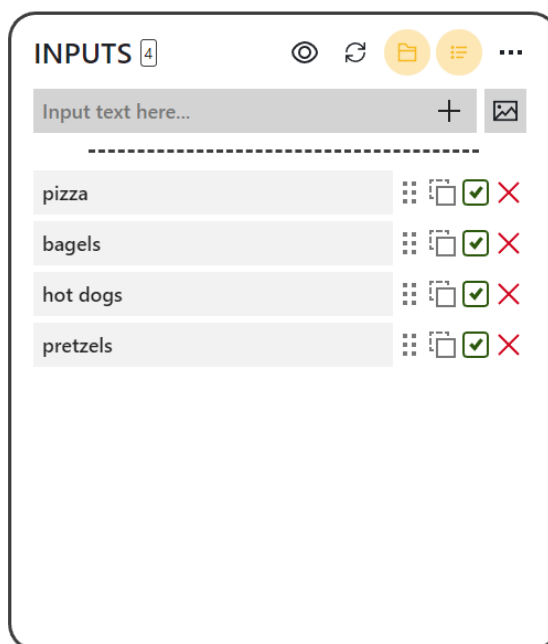 INPUTS 4
Input text here...
pizza
bagels
hot dogs
pretzels